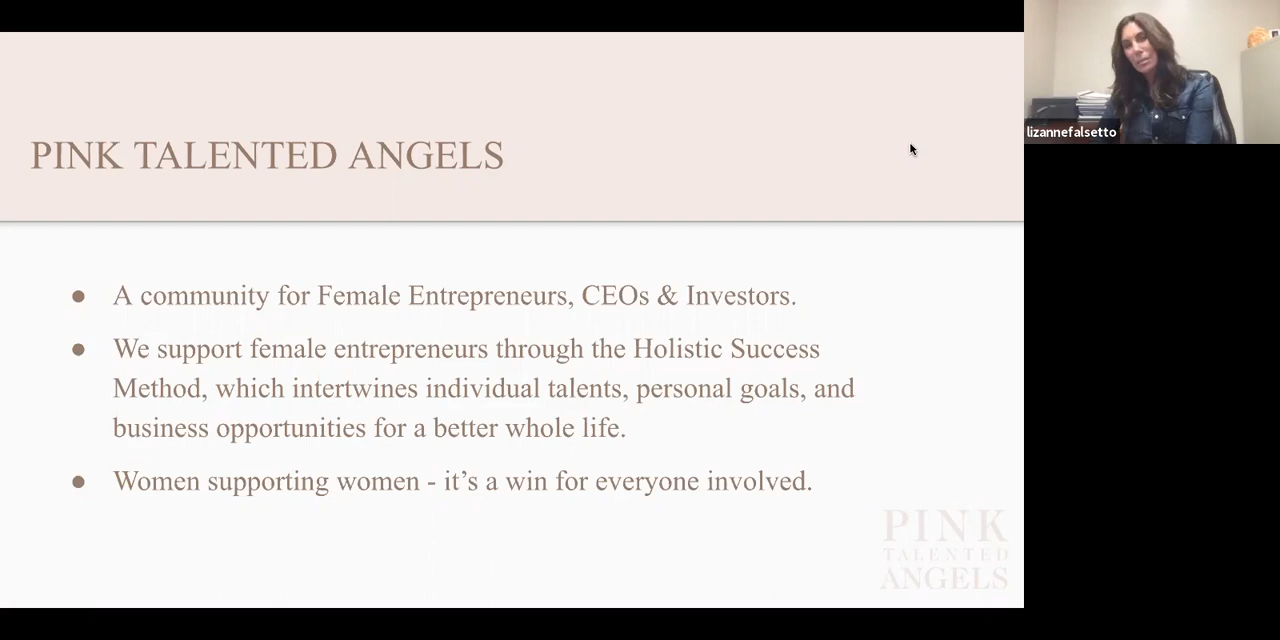 PINK TALENTED ANGELS
● A community for Female Entrepreneurs, CEOs & Investors.
● We support female entrepreneurs through the Holistic Success
Method, which intertwines individual talents, personal goals, and
business opportunities for a better whole life.
● Women supporting women - it’s a win for everyone involved.
PINK
TALENTED
ANGELS
lizannefalsetto